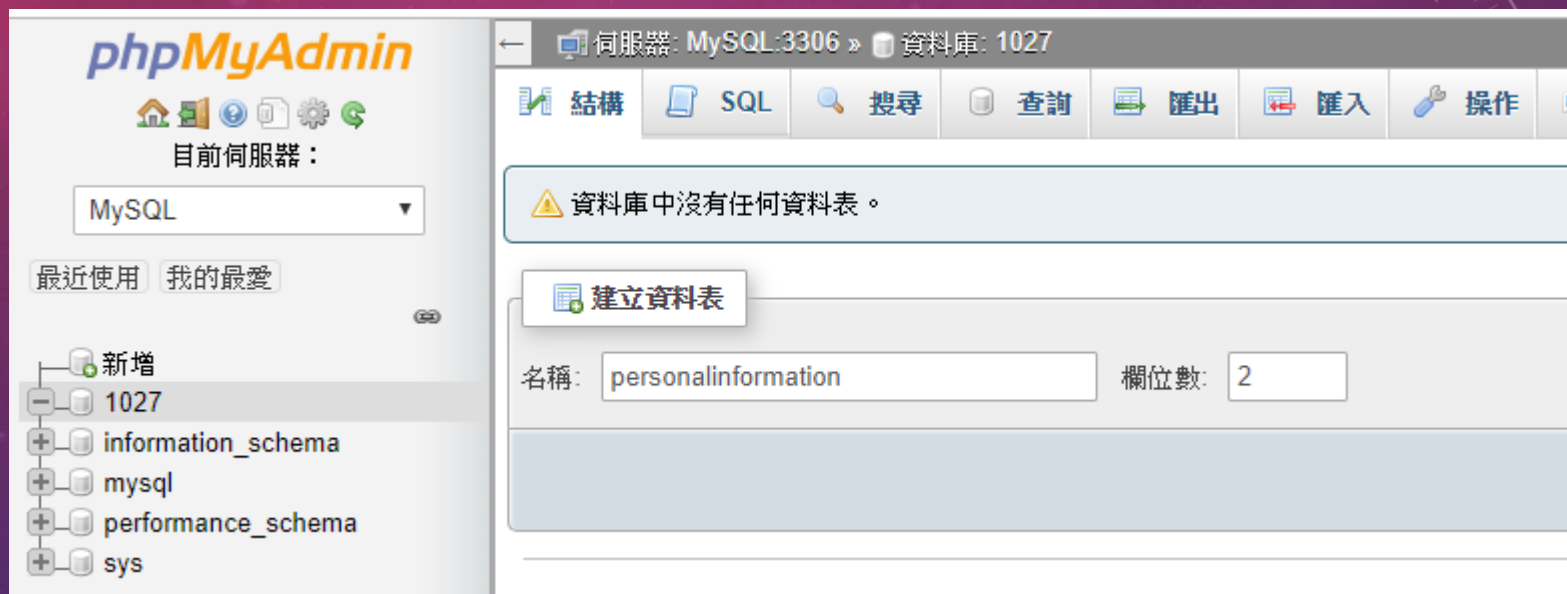 phpMyAdmin
目前伺服器：
MySQL
最近使用 我的最愛
新增
1027
information_schema
mysql
performance_schema
sys
伺服器: MySQL:3306 » 資料庫: 1027
結構 SQL 搜尋 查詢 匯出 匯入 操作
資料庫中沒有任何資料表。
建立資料表
名稱: personalinformation 欄位數: 2